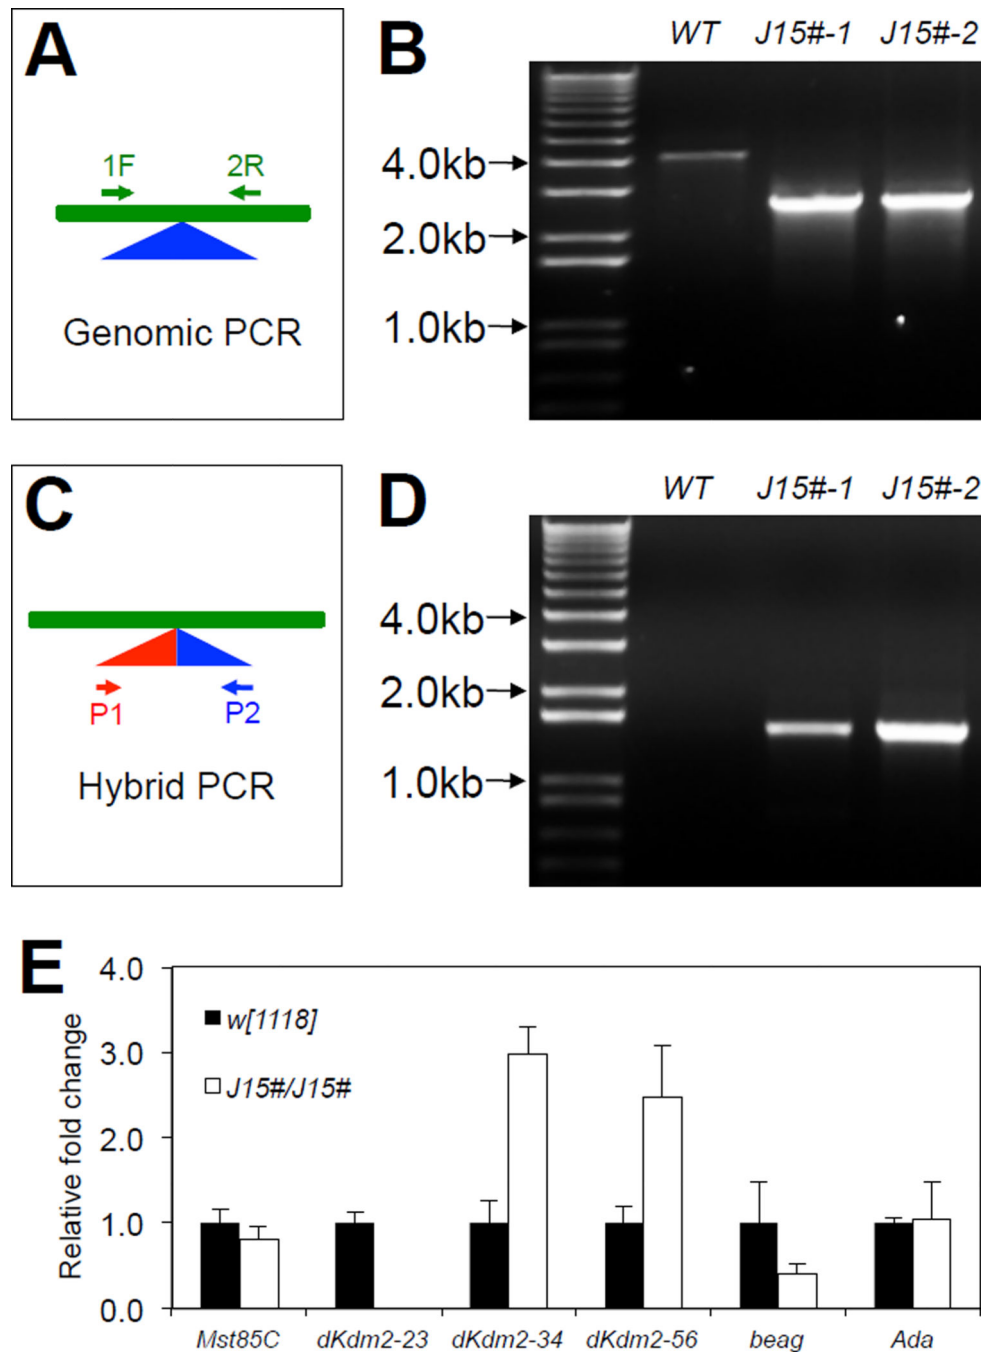 A
1F 2R
Genomic PCR
B
WT J15#-1 J15#-2
4.0kb
2.0kb
1.0kb
C
P1 P2
Hybrid PCR
D
WT J15#-1 J15#-2
4.0kb
2.0kb
1.0kb
E
Relative fold change
4.0
3.0
2.0
1.0
0.0
w[1118]
J15#/J15#
Mst85C dKdm2-23 dKdm2-34 dKdm2-56 beag Ada